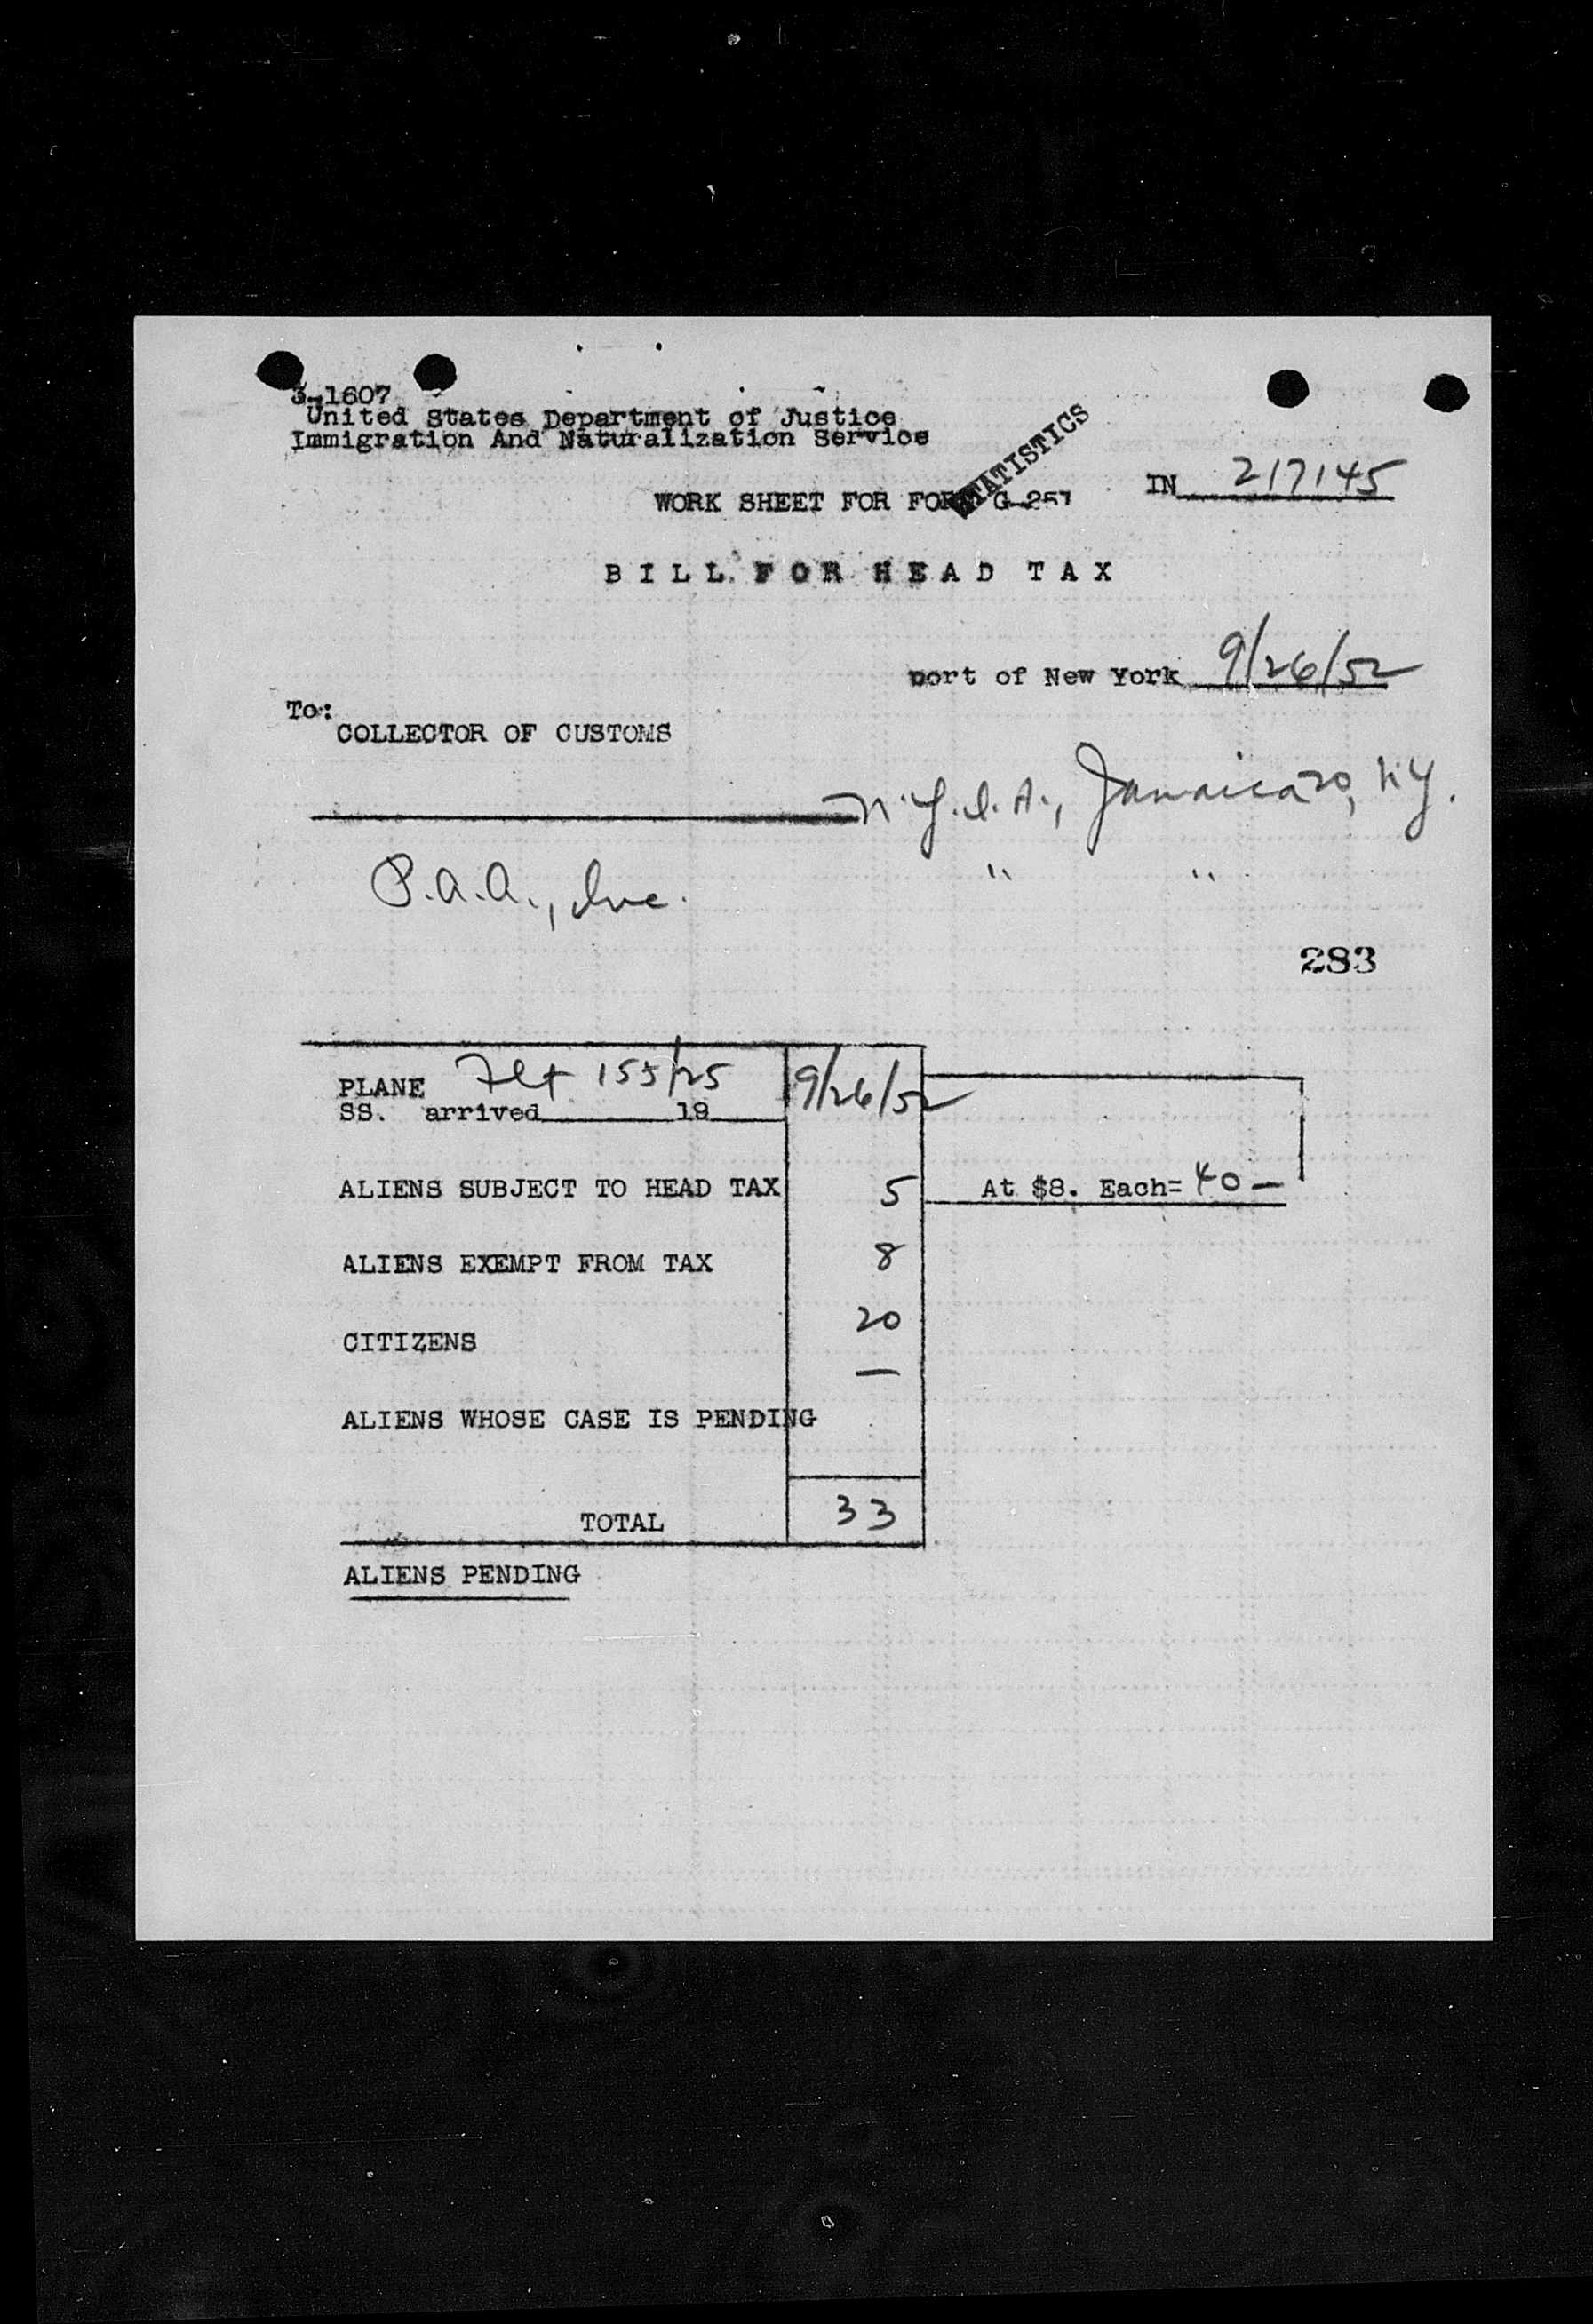 3-1607
United States Department of Justice
Immigration And Naturalization Service
STATISTICS
IN 217145
WORK SHEET FOR FORM G-257
BILL FOR HEAD TAX
port of New York 9/26/52
To:
COLLECTOR OF CUSTOMS
N.Y.I.A., Jamaica 30, N.Y.
P.A.A., Inc. " "
283
PLANE Flt 155/25 9/26/52
SS. arrived 19
ALIENS SUBJECT TO HEAD TAX 5 At $8. Each= 40 —
ALIENS EXEMPT FROM TAX 8
CITIZENS 20
ALIENS WHOSE CASE IS PENDING —
TOTAL 33
ALIENS PENDING